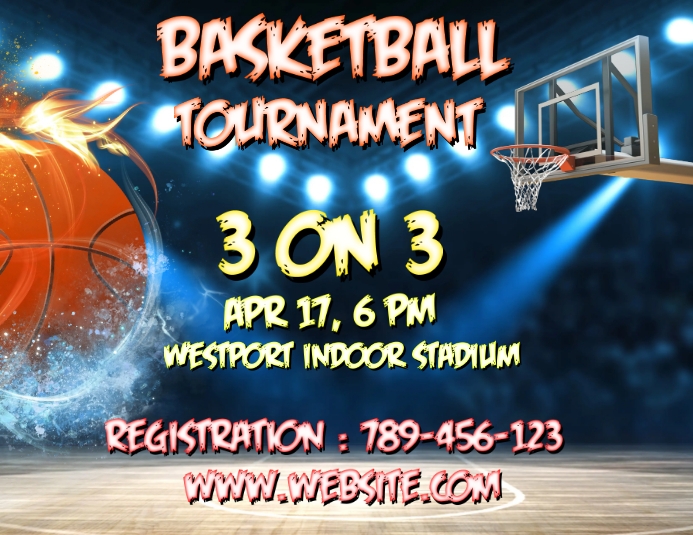 BASKETBALL
TOURNAMENT
3 ON 3
APR 17, 6 PM
WESTPORT INDOOR STADIUM
REGISTRATION : 789-456-123
WWW.WEBSITE.COM